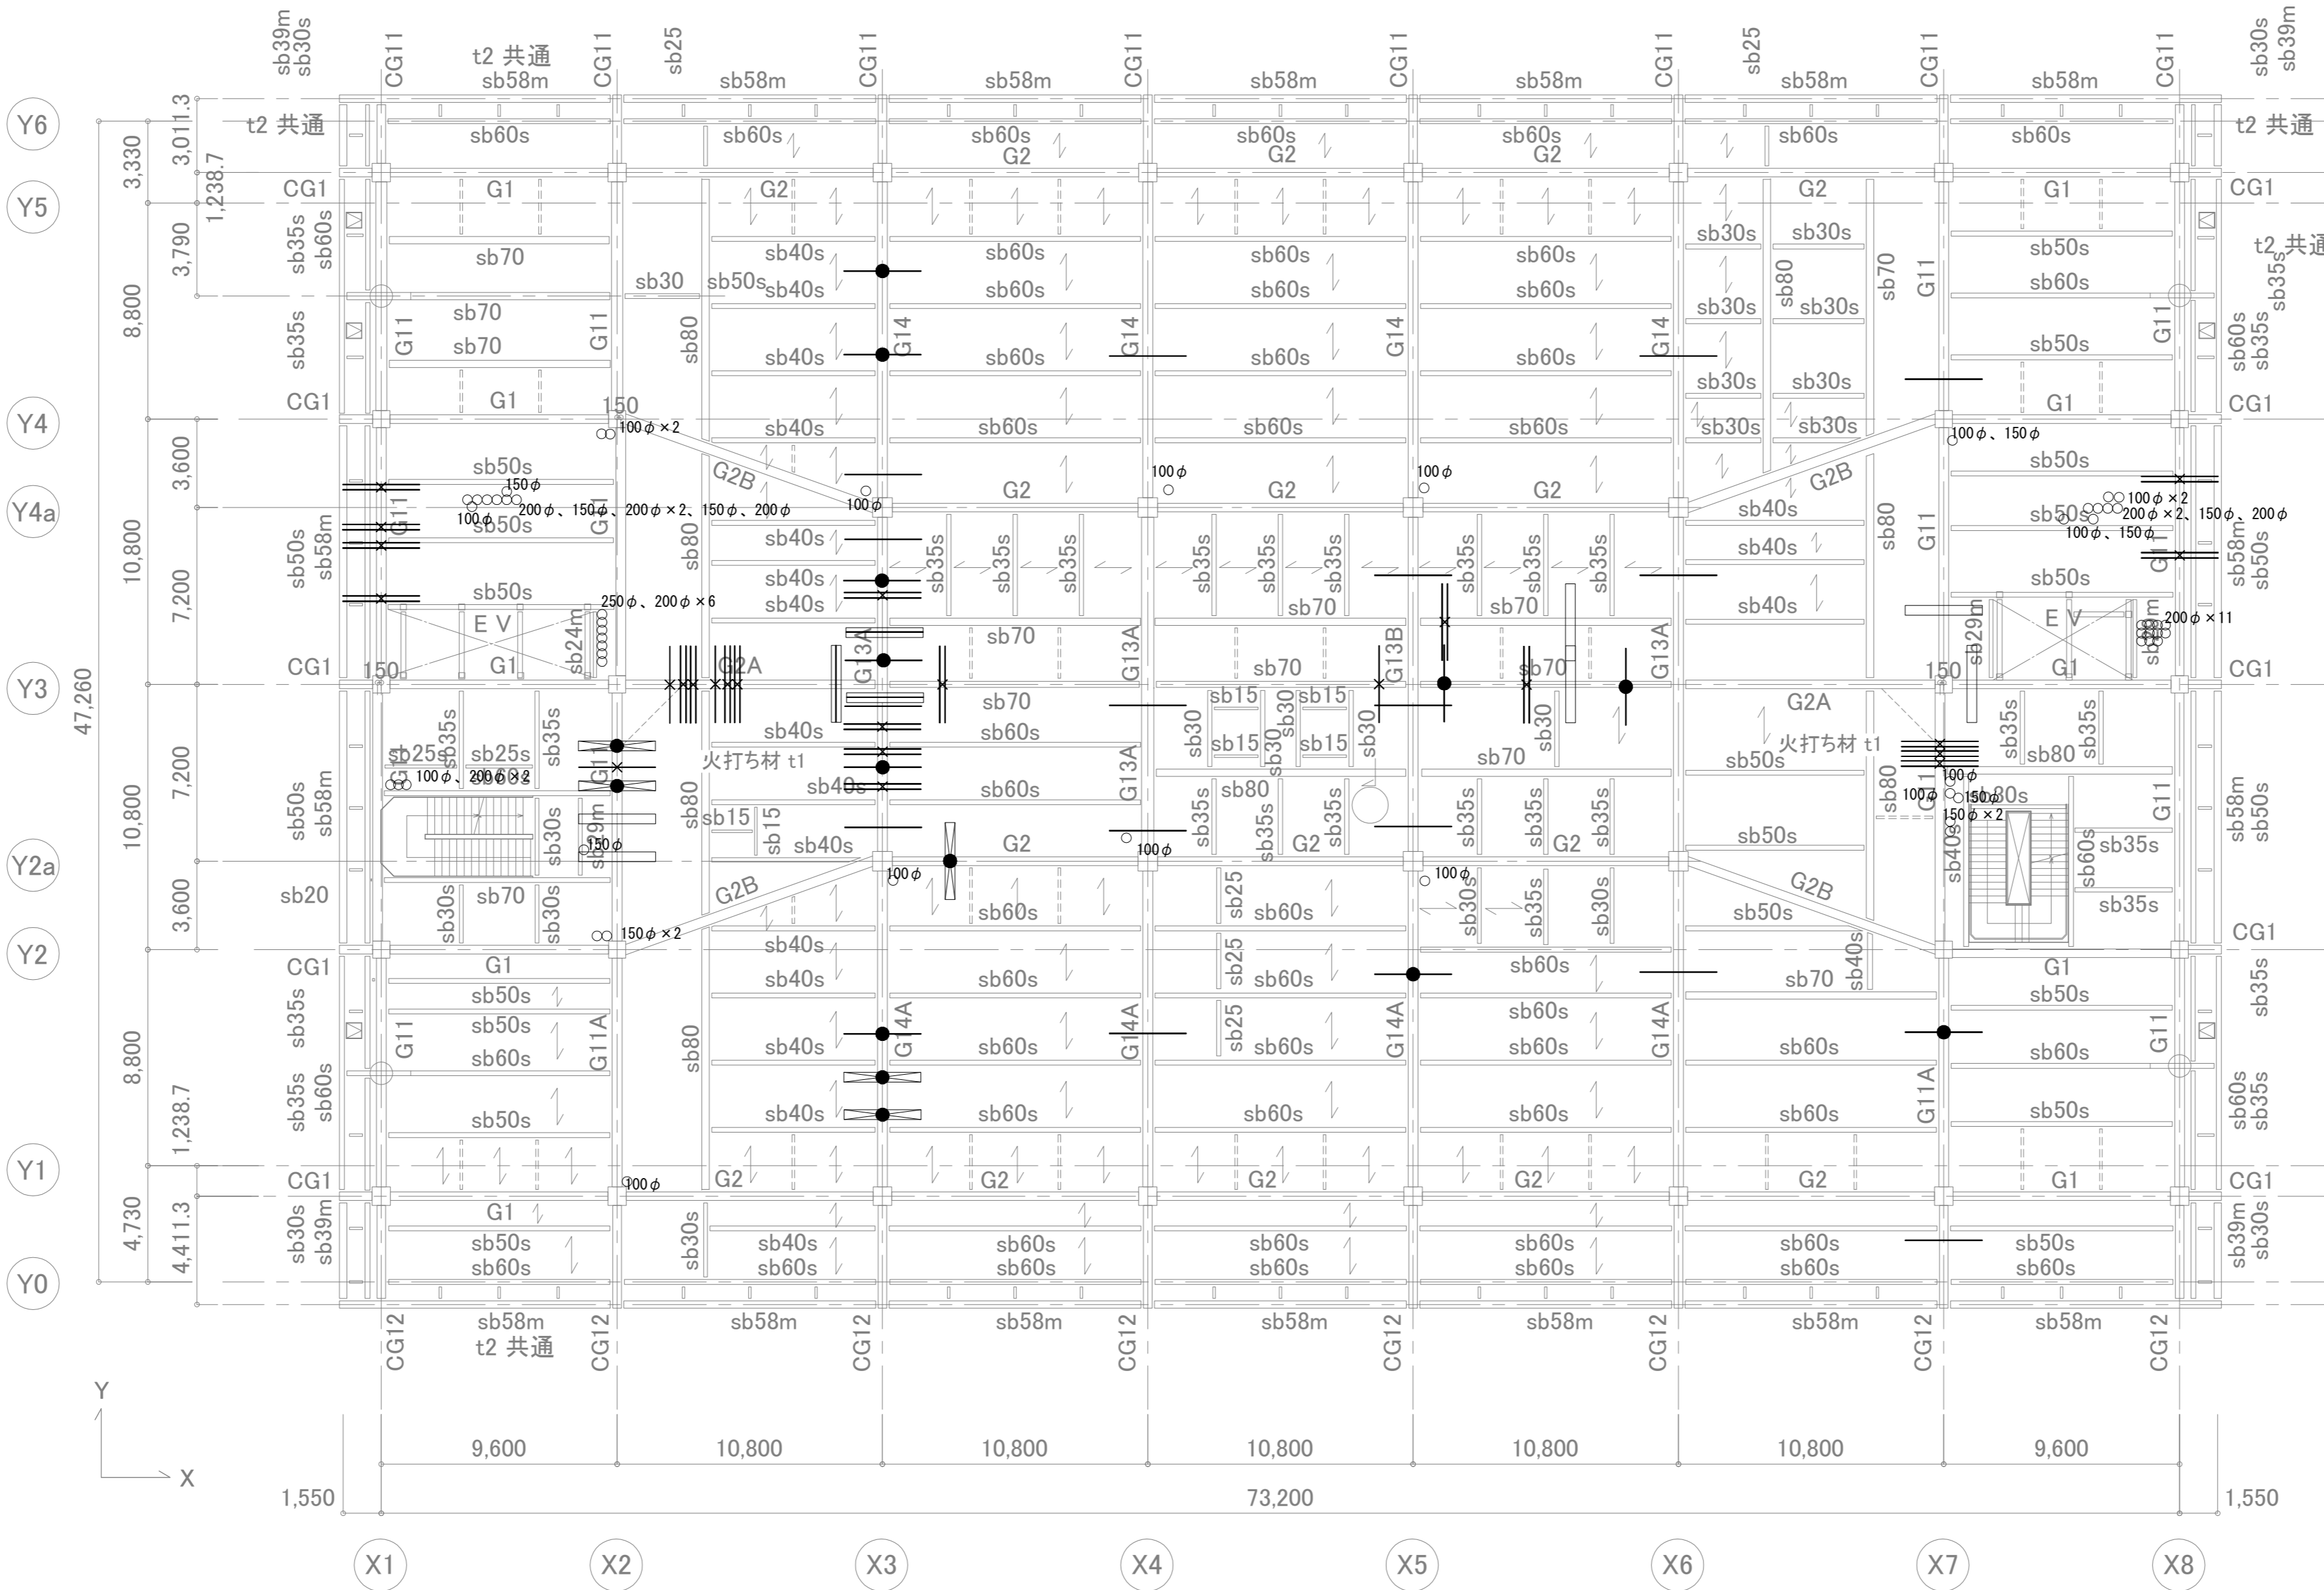 sb39m
sb30s
CG11
t2 共通
CG11
sb25
CG11
CG11
CG11
CG11
sb25
CG11
CG11
sb30s
sb39m
sb58m
sb58m
sb58m
sb58m
sb58m
sb58m
sb58m
Y6
3,011.3
t2 共通
sb60s
sb60s
sb60s
sb60s
sb60s
sb60s
sb60s
t2 共通
3,330
1,238.7
G2
G2
G2
Y5
CG1
G1
G2
G2
G1
CG1
3,790
sb35s
sb60s
sb70
sb40s
sb60s
sb60s
sb60s
sb30s
sb30s
sb50s
t2 共通
sb35s
8,800
sb30
sb50s
sb40s
sb60s
sb60s
sb60s
sb80
sb70
G11
sb60s
sb35s
G11
sb70
G11
sb80
G14
G14
G14
G14
sb30s
sb30s
G11
sb60s
sb35s
sb70
sb40s
sb60s
sb60s
sb60s
sb50s
CG1
G1
sb30s
sb30s
G1
CG1
Y4
150
100φ×2
sb40s
sb60s
sb60s
sb60s
sb30s
sb30s
100φ、150φ
3,600
sb50s
G2B
100φ
100φ
G2B
sb50s
150φ
G2
G2
G2
100φ×2
Y4a
G11
100φ
200φ、150φ、200φ×2、150φ、200φ
G11
100φ
sb40s
sb50s
200φ×2、150φ、200φ
100φ、150φ
10,800
sb50s
sb58m
sb50s
sb80
sb40s
sb35s
sb35s
sb35s
sb35s
sb35s
sb35s
sb35s
sb35s
sb35s
sb40s
sb80
G11
G11
sb58m
sb50s
7,200
sb40s
sb50s
250φ、200φ×6
sb40s
sb70
sb70
sb40s
sb50s
E V
sb24m
sb70
sb29m
E V
200φ×11
CG1
150
G1
G2A
G13A
G13A
sb70
G13B
sb70
G13A
150
G1
CG1
Y3
47,260
sb70
sb15
sb15
G2A
sb35s
sb35s
sb25s
sb25s
sb35s
sb40s
sb60s
sb30
sb30
sb30
火打ち材 t1
sb15
sb15
sb30
sb30
sb70
火打ち材 t1
sb50s
sb80
sb35s
sb35s
G11
100φ、200φ×2
sb60s
sb40s
sb60s
G13A
sb80
sb80
100φ
100φ
150φ
sb80s
150φ×2
G11
7,200
10,800
sb50s
sb58m
sb30s
150φ
sb80
sb15
sb15
sb35s
sb35s
sb35s
sb35s
sb35s
sb35s
sb50s
sb40s
sb60s
sb35s
sb58m
sb50s
Y2a
sb40s
G2
100φ
G2
G2
sb20
sb30s
sb70
sb30s
G2B
100φ
sb25
100φ
sb30s
sb35s
sb30s
G2B
sb35s
3,600
150φ×2
sb60s
sb60s
sb50s
CG1
Y2
CG1
G1
sb40s
sb25
sb60s
sb40s
G1
sb35s
sb50s
sb40s
sb60s
sb60s
sb70
sb50s
sb35s
G11
sb50s
G11A
G14A
G14A
sb25
G14A
sb60s
G14A
G11
8,800
sb60s
sb80
sb40s
sb60s
sb60s
sb60s
sb60s
sb60s
sb35s
sb60s
G11A
sb60s
sb35s
1,238.7
sb50s
sb40s
sb60s
sb60s
sb60s
sb60s
sb50s
Y1
CG1
100φ
G2
G2
G2
G2
G2
G1
CG1
4,730
4,411.3
sb30s
sb39m
G1
sb30s
sb39m
sb30s
sb50s
sb40s
sb60s
sb60s
sb60s
sb60s
sb50s
Y0
sb60s
sb60s
sb60s
sb60s
sb60s
sb60s
sb60s
sb58m
sb58m
sb58m
sb58m
sb58m
sb58m
sb58m
CG12
t2 共通
CG12
CG12
CG12
CG12
CG12
CG12
CG12
Y
X
9,600
10,800
10,800
10,800
10,800
10,800
9,600
1,550
73,200
1,550
X1
X2
X3
X4
X5
X6
X7
X8